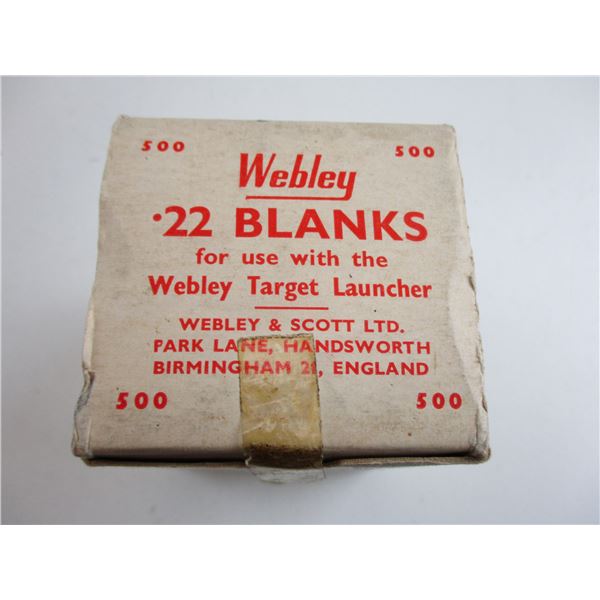 500 500
Webley
.22 BLANKS
for use with the
Webley Target Launcher
WEBLEY & SCOTT LTD.
PARK LANE, HANDSWORTH
BIRMINGHAM 21, ENGLAND
500 500